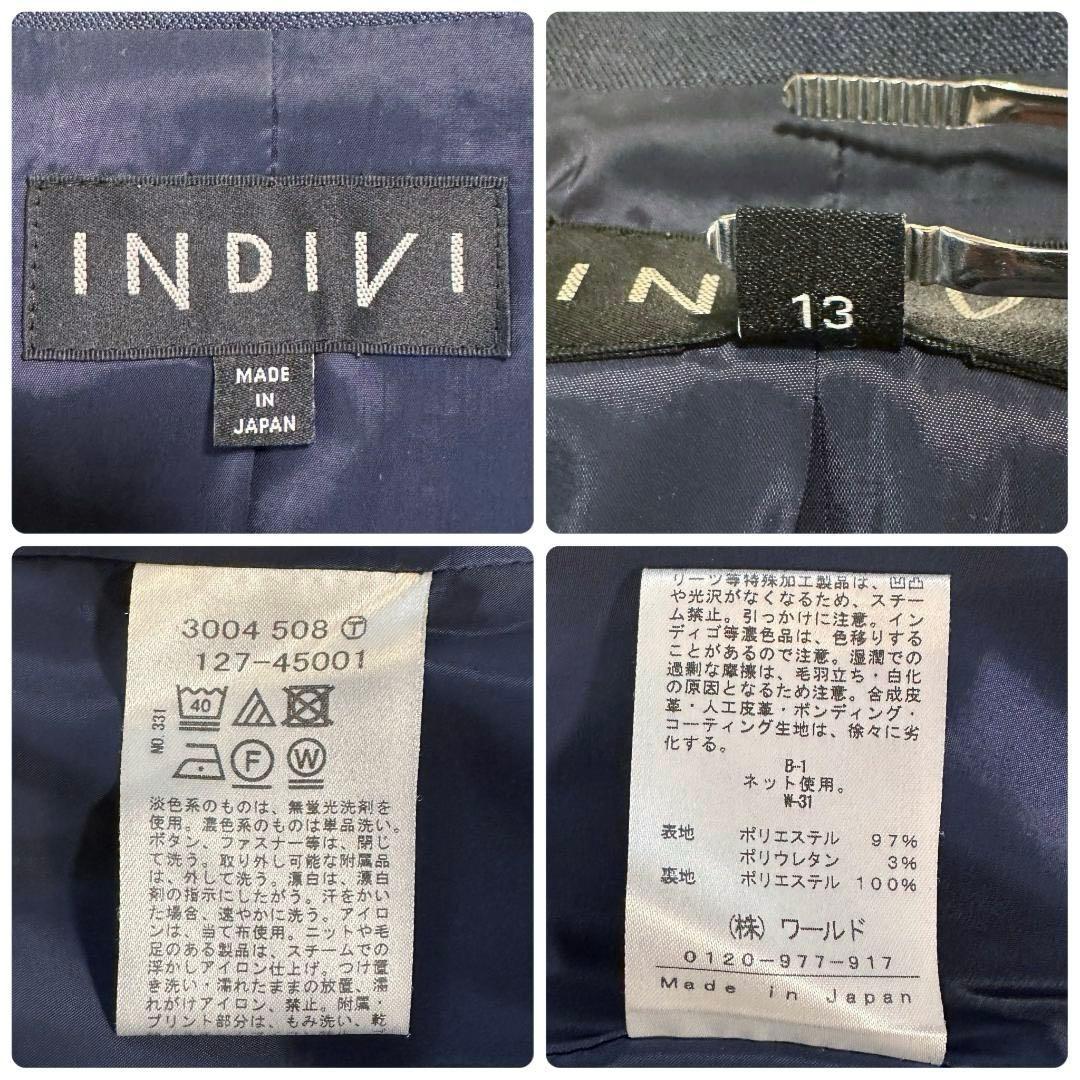 INDIVI
MADE
IN
JAPAN
IN
13
3004 508 Ⓣ
127-45001
NO.331
40
F
W
淡色系のものは、無蛍光洗剤を
使用。濃色系のものは単品洗い。
ボタン、ファスナー等は、閉じ
て洗う。取り外し可能な附属品
は、外して洗う。漂白は、漂白
剤の指示にしたがう。汗をかい
た場合、速やかに洗う。アイロ
ンは、当て布使用。ニットや毛
足のある製品は、スチームでの
浮かしアイロン仕上げ。つけ置
き洗い・濡れたままの放置、濡
れがけアイロン、禁止。附属・
プリント部分は、もみ洗い、乾
リーツ等特殊加工製品は、凹凸
や光沢がなくなるため、スチー
ム禁止。引っかけに注意。イン
ディゴ等濃色品は、色移りする
ことがあるので注意。湿潤での
過剰な摩擦は、毛羽立ち・白化
の原因となるため注意。合成皮
革・人工皮革・ボンディング・
コーティング生地は、徐々に劣
化する。
B-1
ネット使用。
W-31
表地 ポリエステル 97%
ポリウレタン 3%
裏地 ポリエステル 100%
(株) ワールド
0120-977-917
Made in Japan